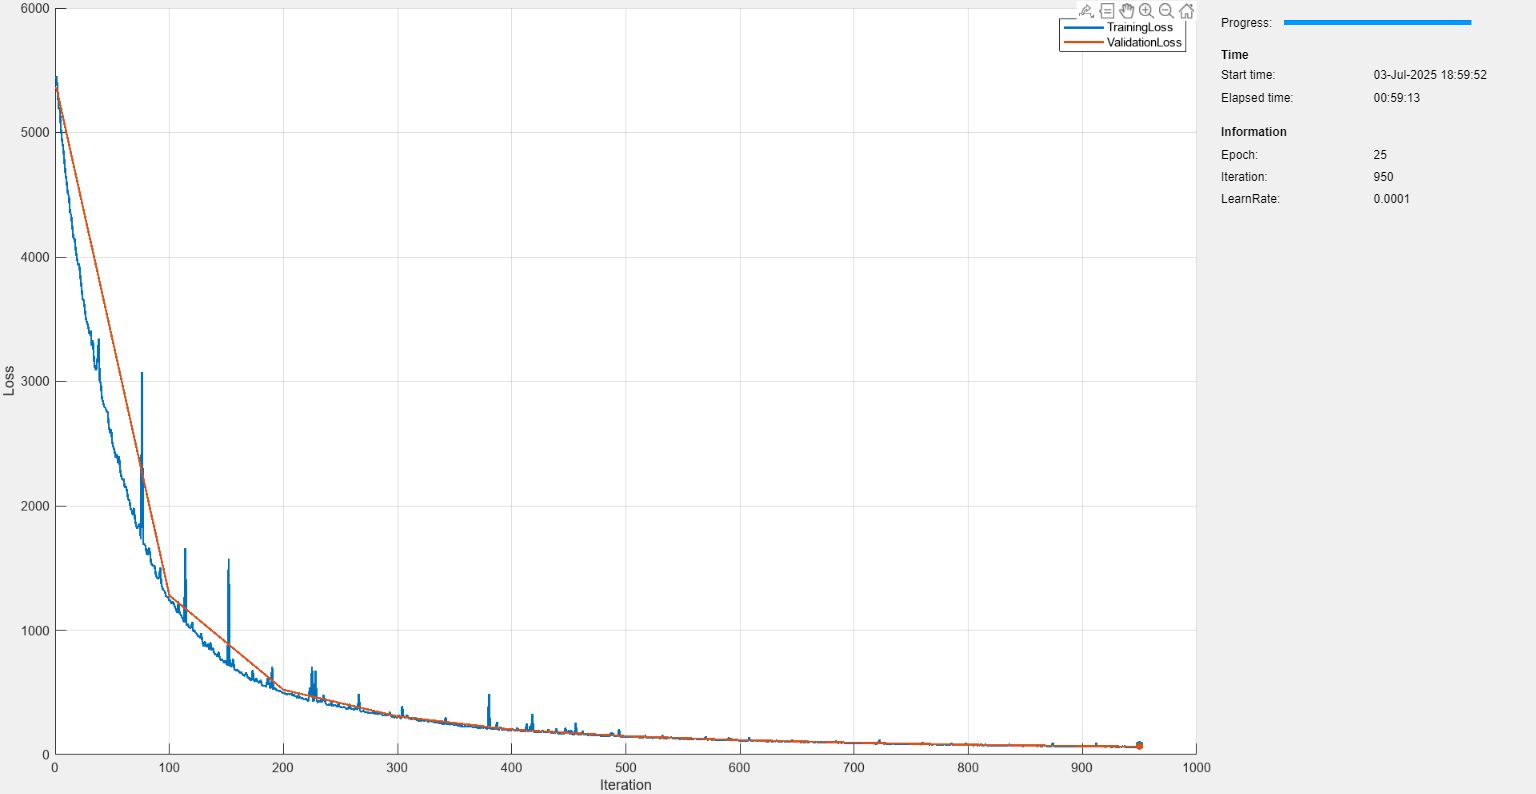 6000
5000
4000
3000
2000
1000
0
Loss
0 100 200 300 400 500 600 700 800 900 1000
Iteration
TrainingLoss
ValidationLoss
Progress:
Time
Start time: 03-Jul-2025 18:59:52
Elapsed time: 00:59:13
Information
Epoch: 25
Iteration: 950
LearnRate: 0.0001